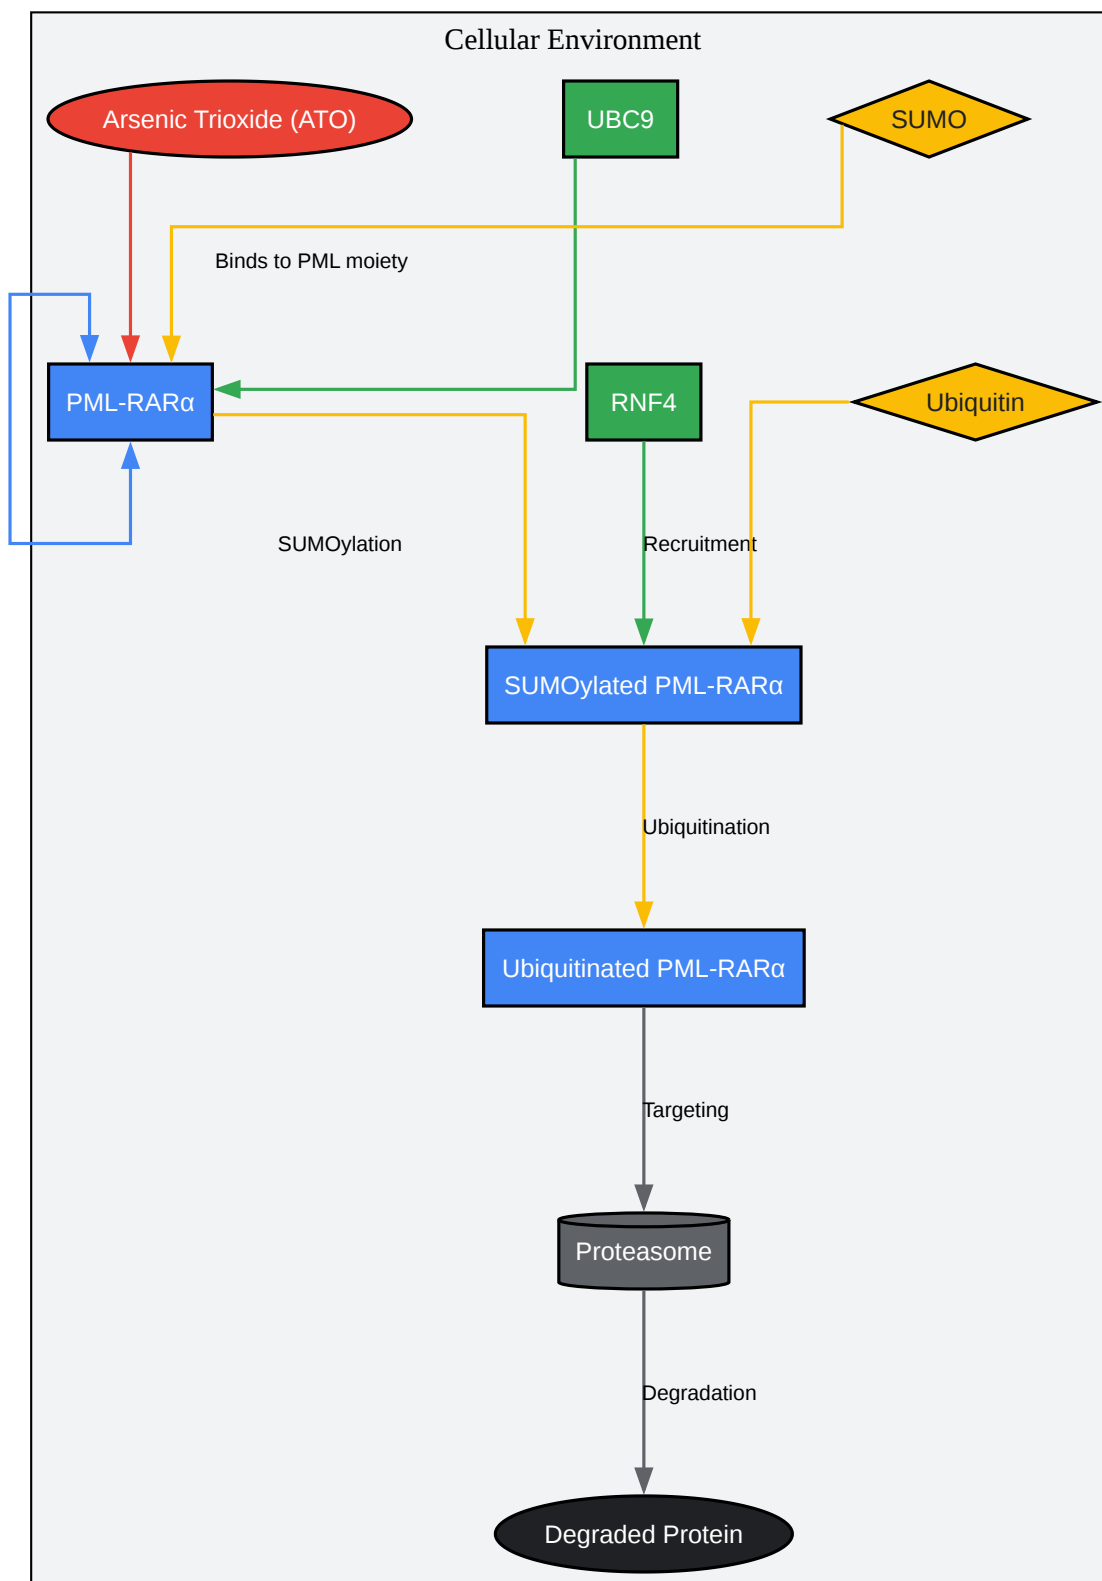 Cellular Environment
Arsenic Trioxide (ATO)
UBC9
SUMO
Binds to PML moiety
PML-RARα
RNF4
Ubiquitin
SUMOylation
Recruitment
SUMOylated PML-RARα
Ubiquitination
Ubiquitinated PML-RARα
Targeting
Proteasome
Degradation
Degraded Protein